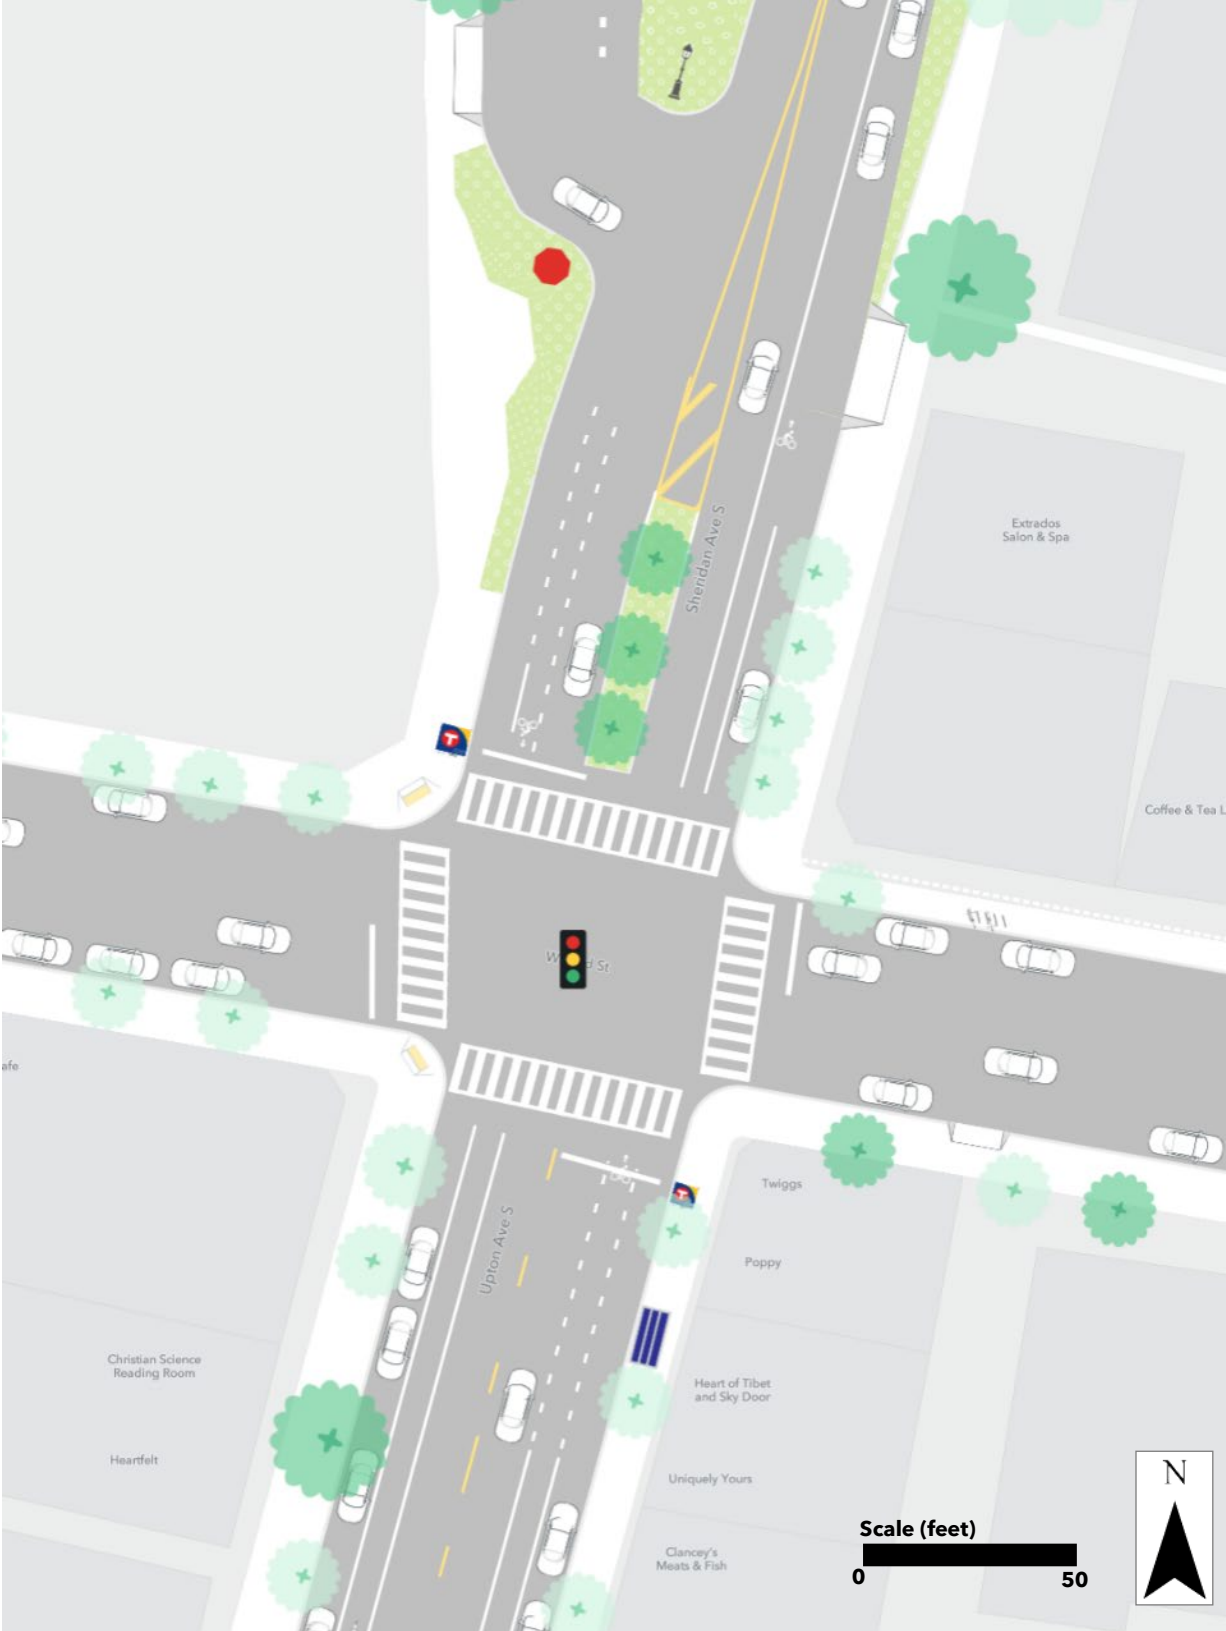 Sheridan Ave S
Extrados
Salon & Spa
Coffee & Tea L
T
W
d St
afe
T
Twiggs
Upton Ave S
Poppy
Christian Science
Reading Room
Heart of Tibet
and Sky Door
Heartfelt
Uniquely Yours
Clancey's
Meats & Fish
N
Scale (feet)
0
50